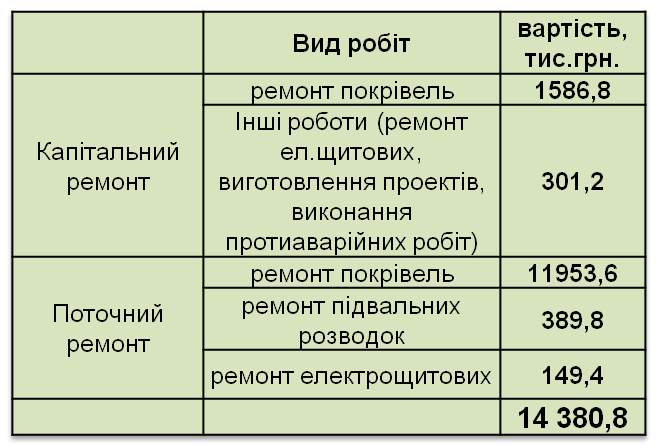 Вид робіт
вартість,
тис.грн.
Капітальний
ремонт
ремонт покрівель
1586,8
Інші роботи (ремонт
ел.щитових,
виготовлення проектів,
виконання
протиаварійних робіт)
301,2
Поточний
ремонт
ремонт покрівель
11953,6
ремонт підвальних
розводок
389,8
ремонт електрощитових
149,4
14 380,8